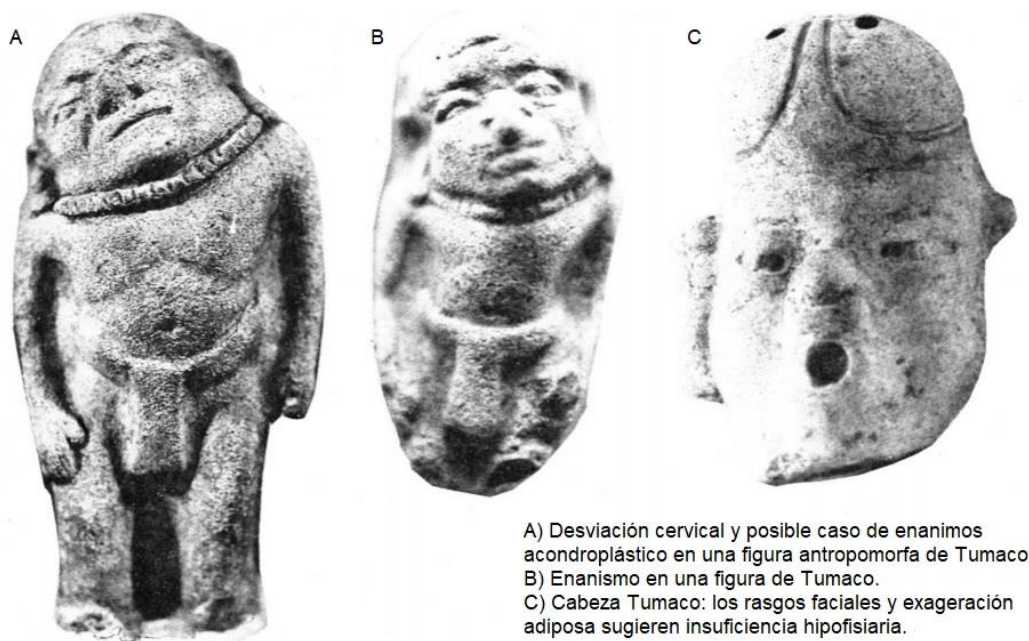 A
B
C
A) Desviación cervical y posible caso de enanimos
acondroplástico en una figura antropomorfa de Tumaco
B) Enanismo en una figura de Tumaco.
C) Cabeza Tumaco: los rasgos faciales y exageración
adiposa sugieren insuficiencia hipofisiaria.